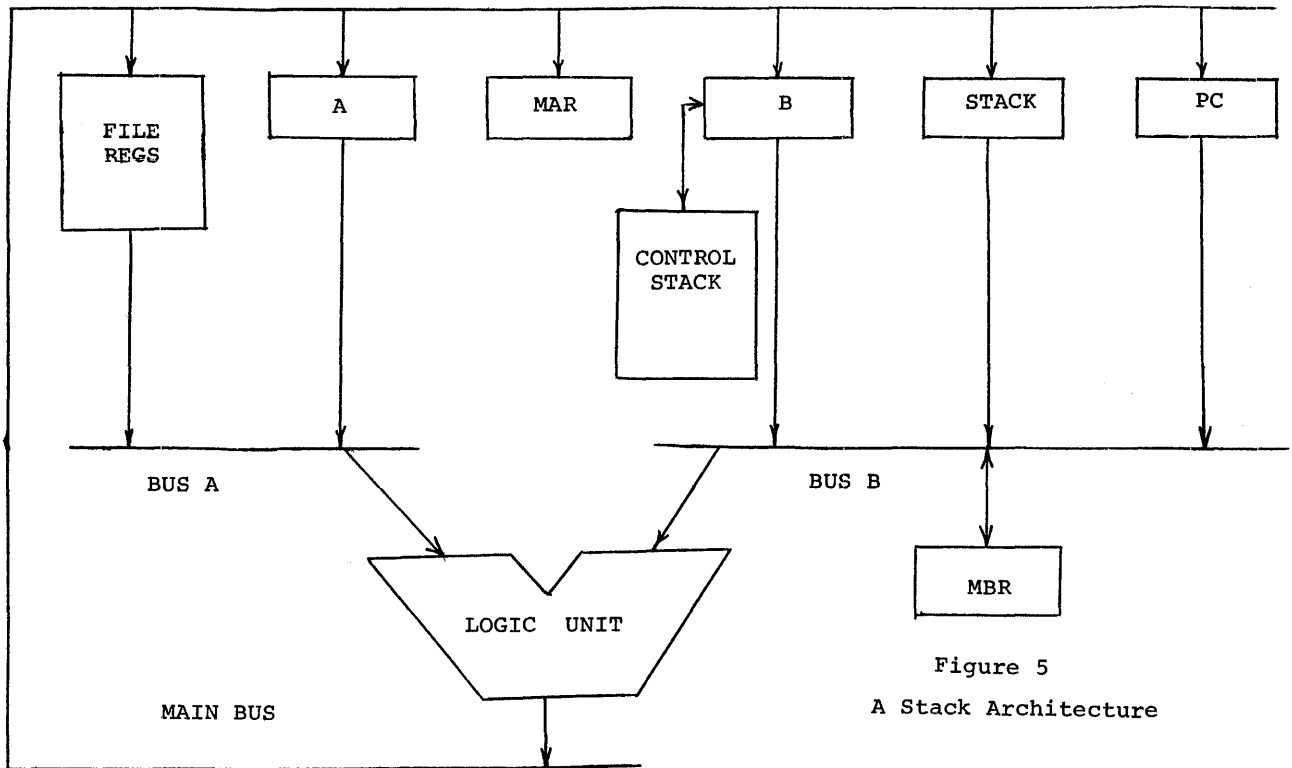 FILE
REGS
A
MAR
B
STACK
PC
CONTROL
STACK
BUS A
BUS B
MBR
LOGIC UNIT
Figure 5
A Stack Architecture
MAIN BUS